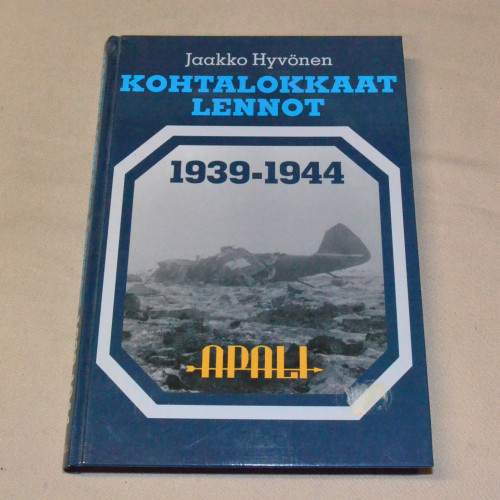 Jaakko Hyvönen
KOHTALOKKAAT
LENNOT
1939-1944
APALI